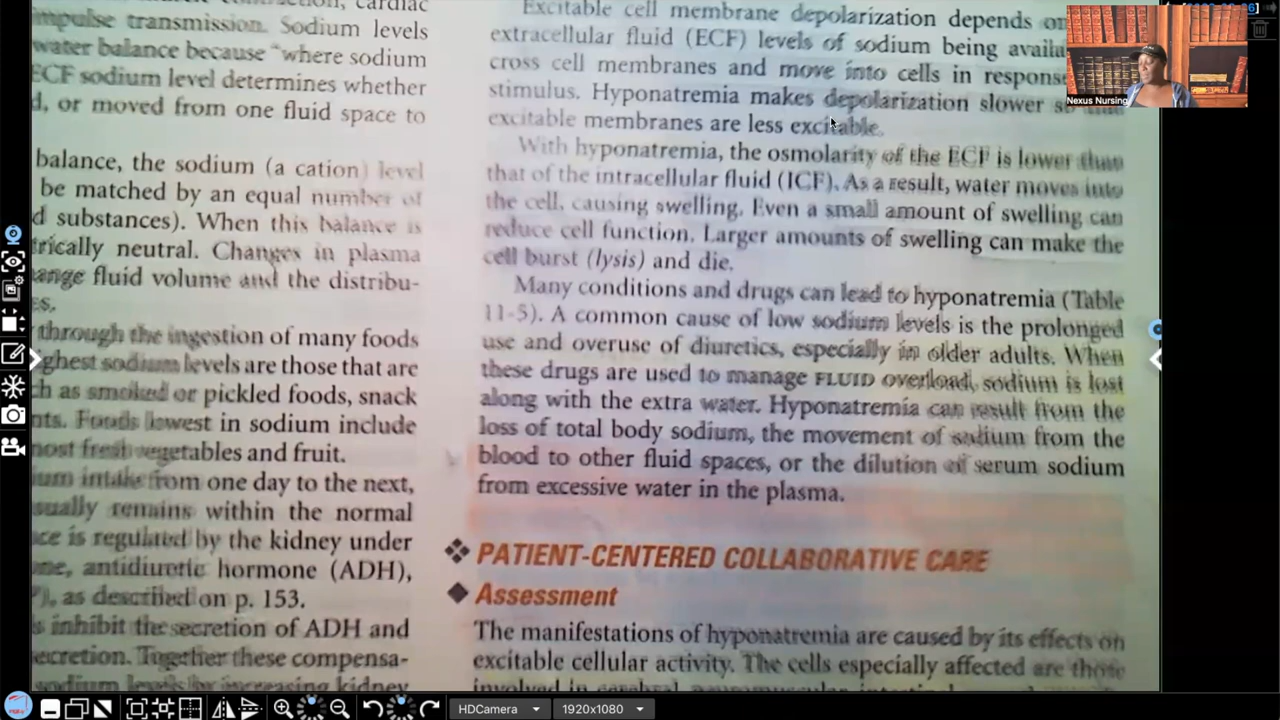 impulse transmission. Sodium levels
water balance because "where sodium
ECF sodium level determines whether
d, or moved from one fluid space to
balance, the sodium (a cation) level
be matched by an equal number of
d substances). When this balance is
trically neutral. Changes in plasma
ange fluid volume and the distribu-
es.
through the ingestion of many foods
ghest sodium levels are those that are
ch as smoked or pickled foods, snack
nts. Foods lowest in sodium include
most fresh vegetables and fruit.
ium intake from one day to the next,
sually remains within the normal
ce is regulated by the kidney under
one, antidiuretic hormone (ADH),
P), as described on p. 153.
s inhibit the secretion of ADH and
ecretion. Together these compensa-
sodium levels by increasing kidney
Excitable cell membrane depolarization depends on
extracellular fluid (ECF) levels of sodium being availa
cross cell membranes and move into cells in response
stimulus. Hyponatremia makes depolarization slower so that
excitable membranes are less excitable.
With hyponatremia, the osmolarity of the ECF is lower than
that of the intracellular fluid (ICF). As a result, water moves into
the cell, causing swelling. Even a small amount of swelling can
reduce cell function. Larger amounts of swelling can make the
cell burst (lysis) and die.
Many conditions and drugs can lead to hyponatremia (Table
11-5). A common cause of low sodium levels is the prolonged
use and overuse of diuretics, especially in older adults. When
these drugs are used to manage FLUID overload, sodium is lost
along with the extra water. Hyponatremia can result from the
loss of total body sodium, the movement of sodium from the
blood to other fluid spaces, or the dilution of serum sodium
from excessive water in the plasma.
❖ PATIENT-CENTERED COLLABORATIVE CARE
◆ Assessment
The manifestations of hyponatremia are caused by its effects on
excitable cellular activity. The cells especially affected are those
involved in cerebral, neuromuscular, intestinal
Nexus Nursing
HDCamera
1920x1080